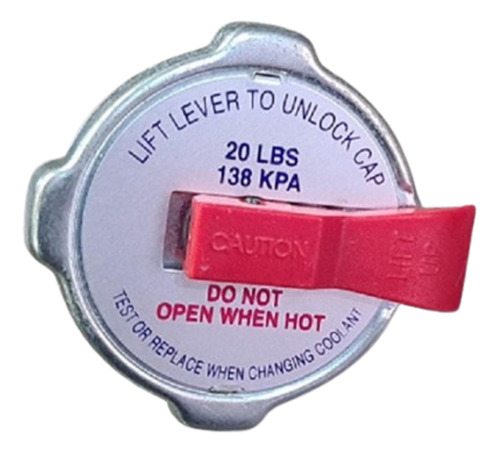 LIFT LEVER TO UNLOCK CAP
20 LBS
138 KPA
CAUTION
LIFT
UP
DO NOT
OPEN WHEN HOT
TEST OR REPLACE WHEN CHANGING COOLANT